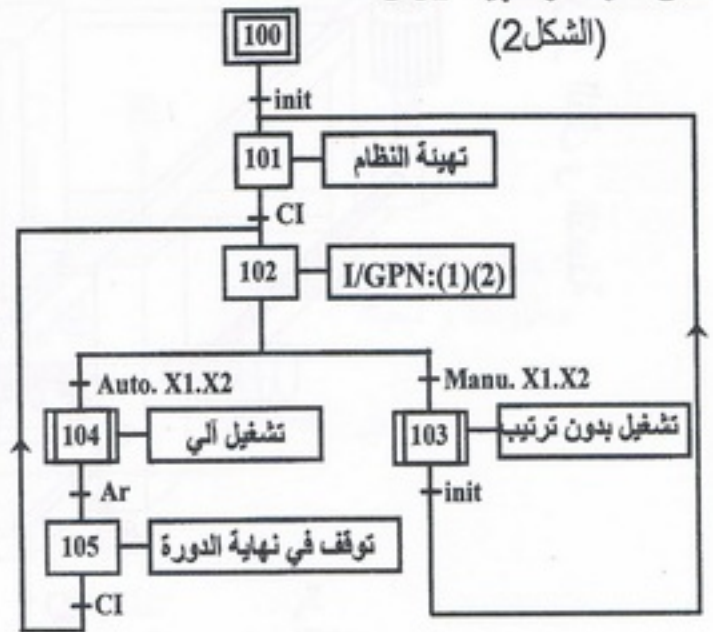 (الشكل2)
100
init
101
تهيئة النظام
CI
102
I/GPN:(1)(2)
Auto. X1.X2
Manu. X1.X2
104
تشغيل آلي
103
تشغيل بدون ترتيب
Ar
init
105
توقف في نهاية الدورة
CI